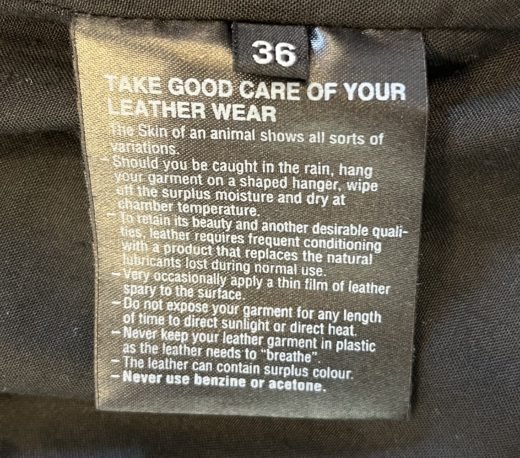 36
TAKE GOOD CARE OF YOUR
LEATHER WEAR
The Skin of an animal shows all sorts of
variations.
-Should you be caught in the rain, hang
your garment on a shaped hanger, wipe
off the surplus moisture and dry at
chamber temperature.
-To retain its beauty and another desirable quali-
ties, leather requires frequent conditioning
with a product that replaces the natural
lubricants lost during normal use.
-Very occasionally apply a thin film of leather
spary to the surface.
-Do not expose your garment for any length
of time to direct sunlight or direct heat.
-Never keep your leather garment in plastic
as the leather needs to "breathe".
-The leather can contain surplus colour.
-Never use benzine or acetone.